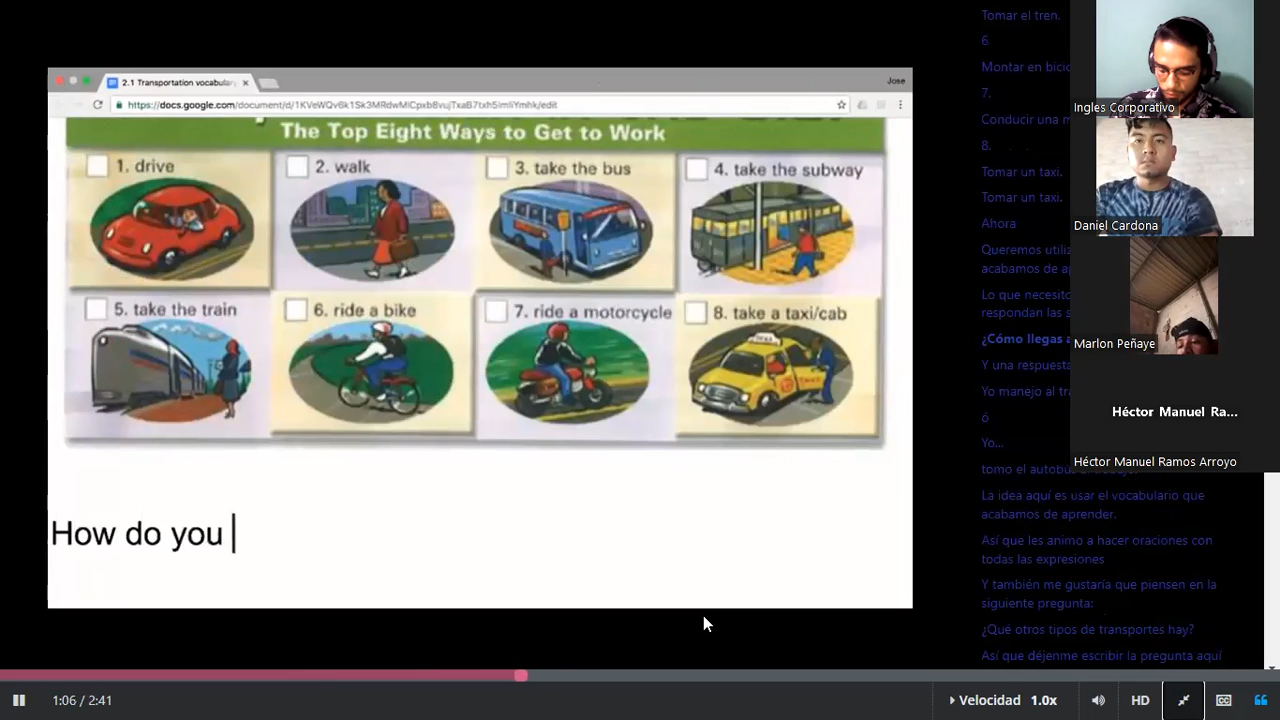 2.1 Transportation vocabulary
Jose
https://docs.google.com/document/d/1KVeWQv6k1Sk3MRdwMlCpxb8vujTxaB7txh5imliYmhk/edit
The Top Eight Ways to Get to Work
1. drive
2. walk
3. take the bus
4. take the subway
5. take the train
6. ride a bike
7. ride a motorcycle
8. take a taxi/cab
TAXI
How do you
1:06 / 2:41
Velocidad 1.0x
HD
CC
Tomar el tren.
6
Montar en bici
7.
Conducir una m
8.
Tomar un taxi.
Tomar un taxi.
Ahora
Queremos utiliz
acabamos de ap
Lo que necesito
respondan las s
¿Cómo llegas a
Y una respuesta
Yo manejo al tra
ó
Yo...
tomo el autobús
La idea aquí es usar el vocabulario que
acabamos de aprender.
Así que les animo a hacer oraciones con
todas las expresiones
Y también me gustaría que piensen en la
siguiente pregunta:
¿Qué otros tipos de transportes hay?
Así que déjenme escribir la pregunta aquí
Ingles Corporativo
Daniel Cardona
Marlon Peñaye
Héctor Manuel Ra...
Héctor Manuel Ramos Arroyo